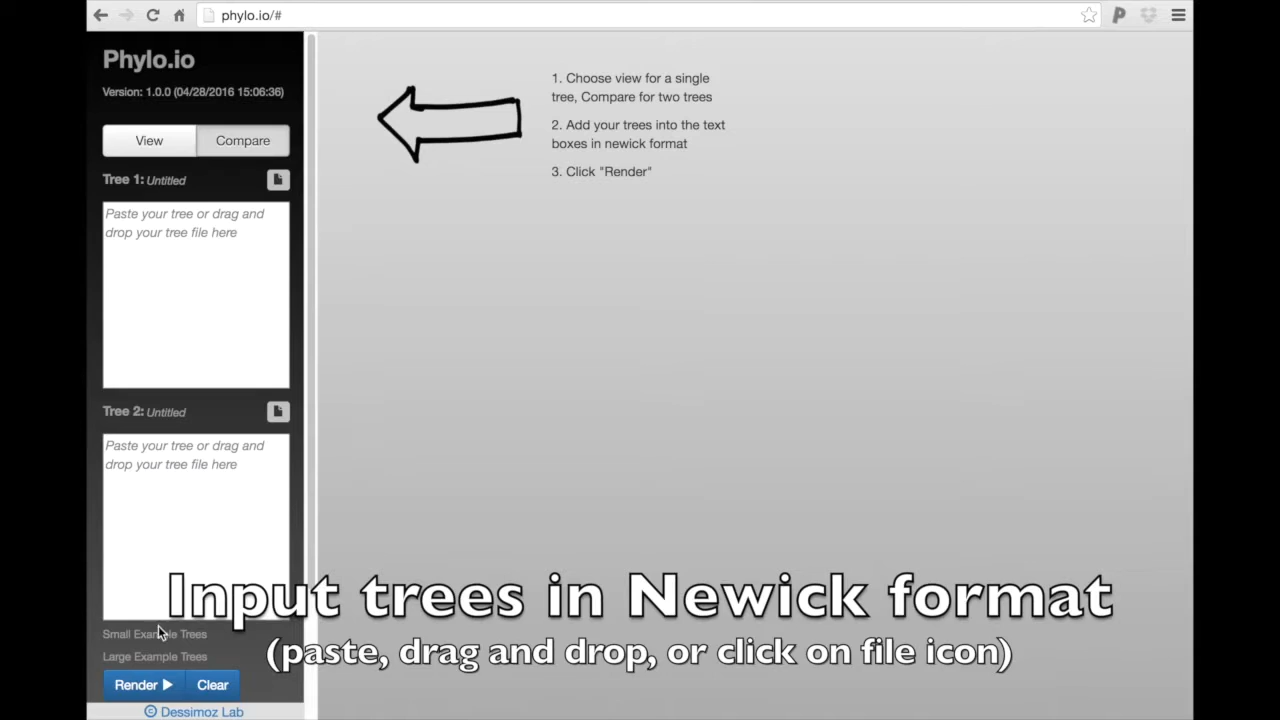 phylo.io/#
Phylo.io
Version: 1.0.0 (04/28/2016 15:06:36)
View
Compare
1. Choose view for a single
tree, Compare for two trees
2. Add your trees into the text
boxes in newick format
3. Click "Render"
Tree 1: Untitled
Paste your tree or drag and
drop your tree file here
Tree 2: Untitled
Paste your tree or drag and
drop your tree file here
Input trees in Newick format
(paste, drag and drop, or click on file icon)
Small Example Trees
Large Example Trees
Render
Clear
© Dessimoz Lab